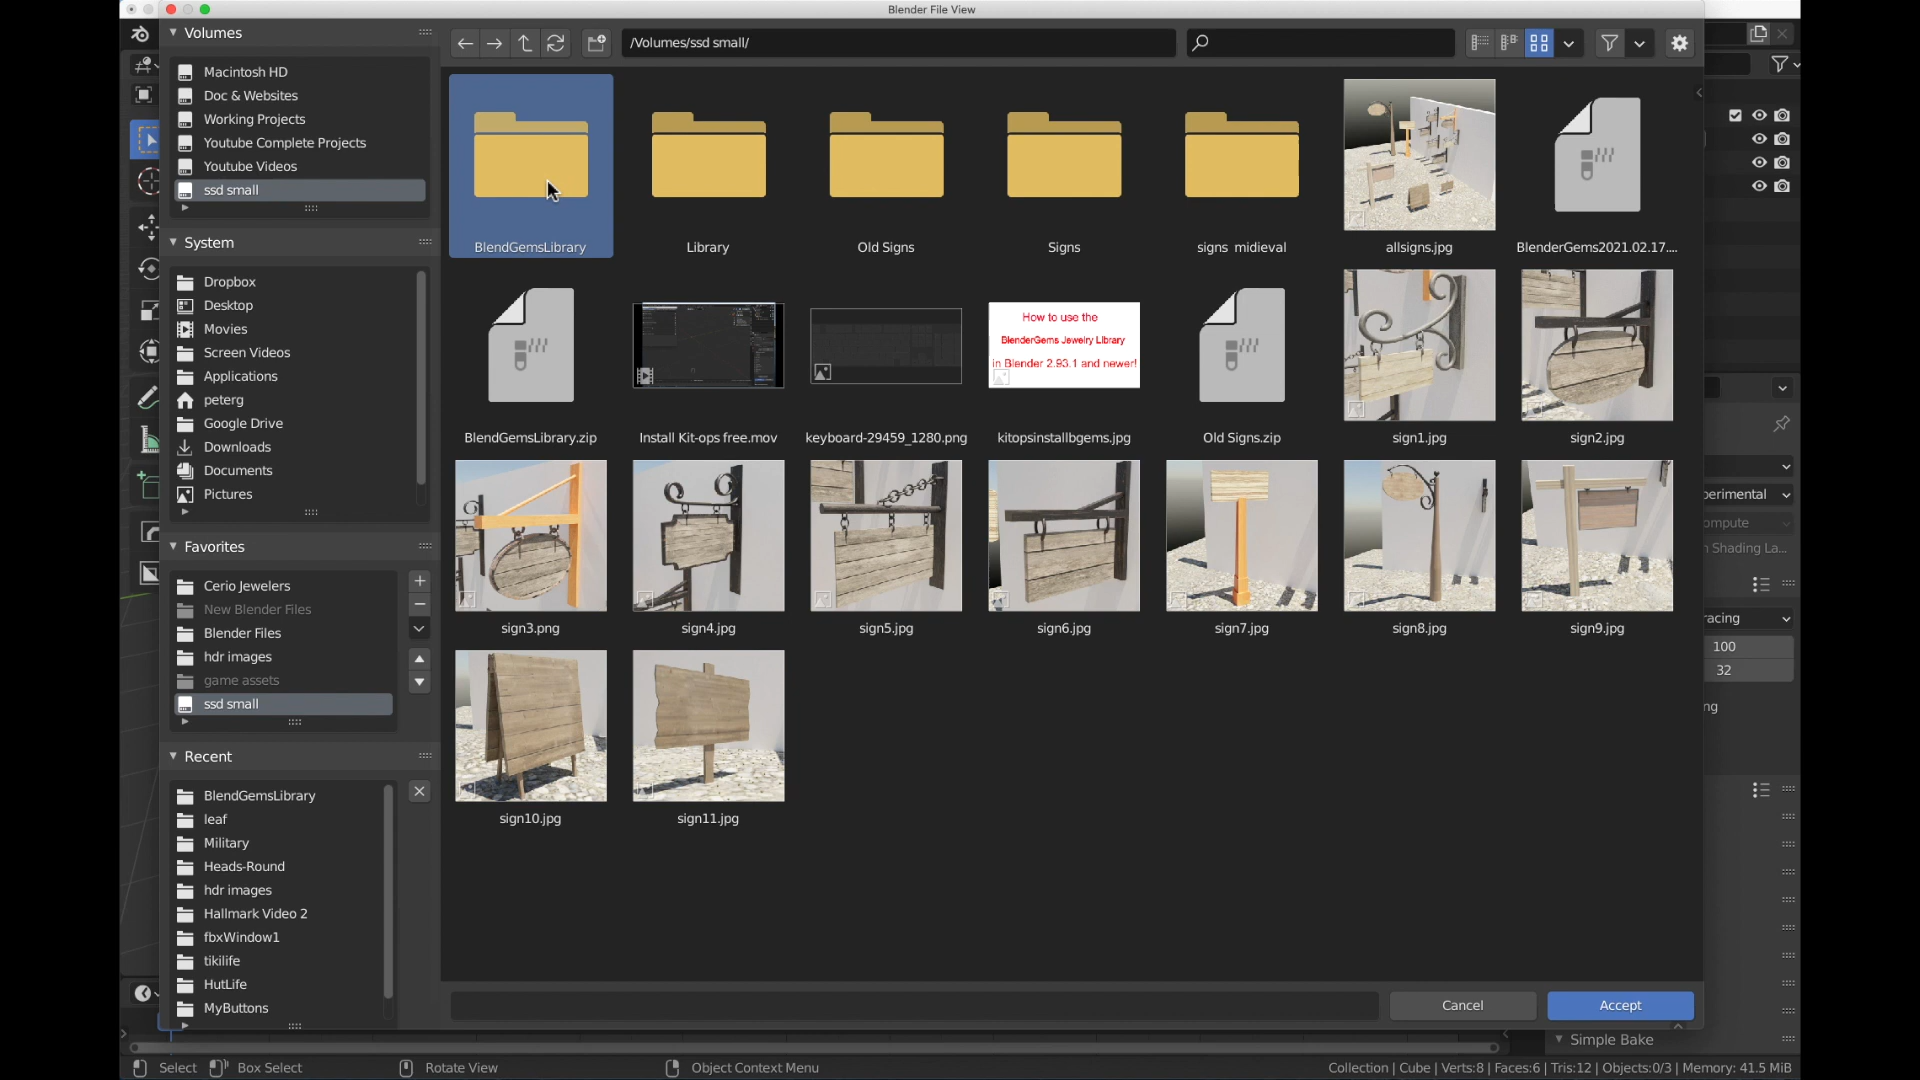 Blender File View
Volumes
Macintosh HD
Doc & Websites
Working Projects
Youtube Complete Projects
Youtube Videos
ssd small
System
Dropbox
Desktop
Movies
Screen Videos
Applications
peterg
Google Drive
Downloads
Documents
Pictures
Favorites
Cerio Jewelers
New Blender Files
Blender Files
hdr images
game assets
ssd small
Recent
BlendGemsLibrary
leaf
Military
Heads-Round
hdr images
Hallmark Video 2
fbxWindow1
tikilife
HutLife
MyButtons
/Volumes/ssd small/
BlendGemsLibrary
Library
Old Signs
Signs
signs midieval
allsigns.jpg
BlenderGems2021.02.17....
How to use the
BlenderGems Jewelry Library
in Blender 2.93.1 and newer!
BlendGemsLibrary.zip
Install Kit-ops free.mov
keyboard-29459_1280.png
kitopsinstallbgems.jpg
Old Signs.zip
sign1.jpg
sign2.jpg
sign3.png
sign4.jpg
sign5.jpg
sign6.jpg
sign7.jpg
sign8.jpg
sign9.jpg
sign10.jpg
sign11.jpg
Cancel
Accept
perimental
ompute
n Shading La...
racing
100
32
ng
Simple Bake
Select
Box Select
Rotate View
Object Context Menu
Collection | Cube | Verts:8 | Faces:6 | Tris:12 | Objects:0/3 | Memory: 41.5 MiB